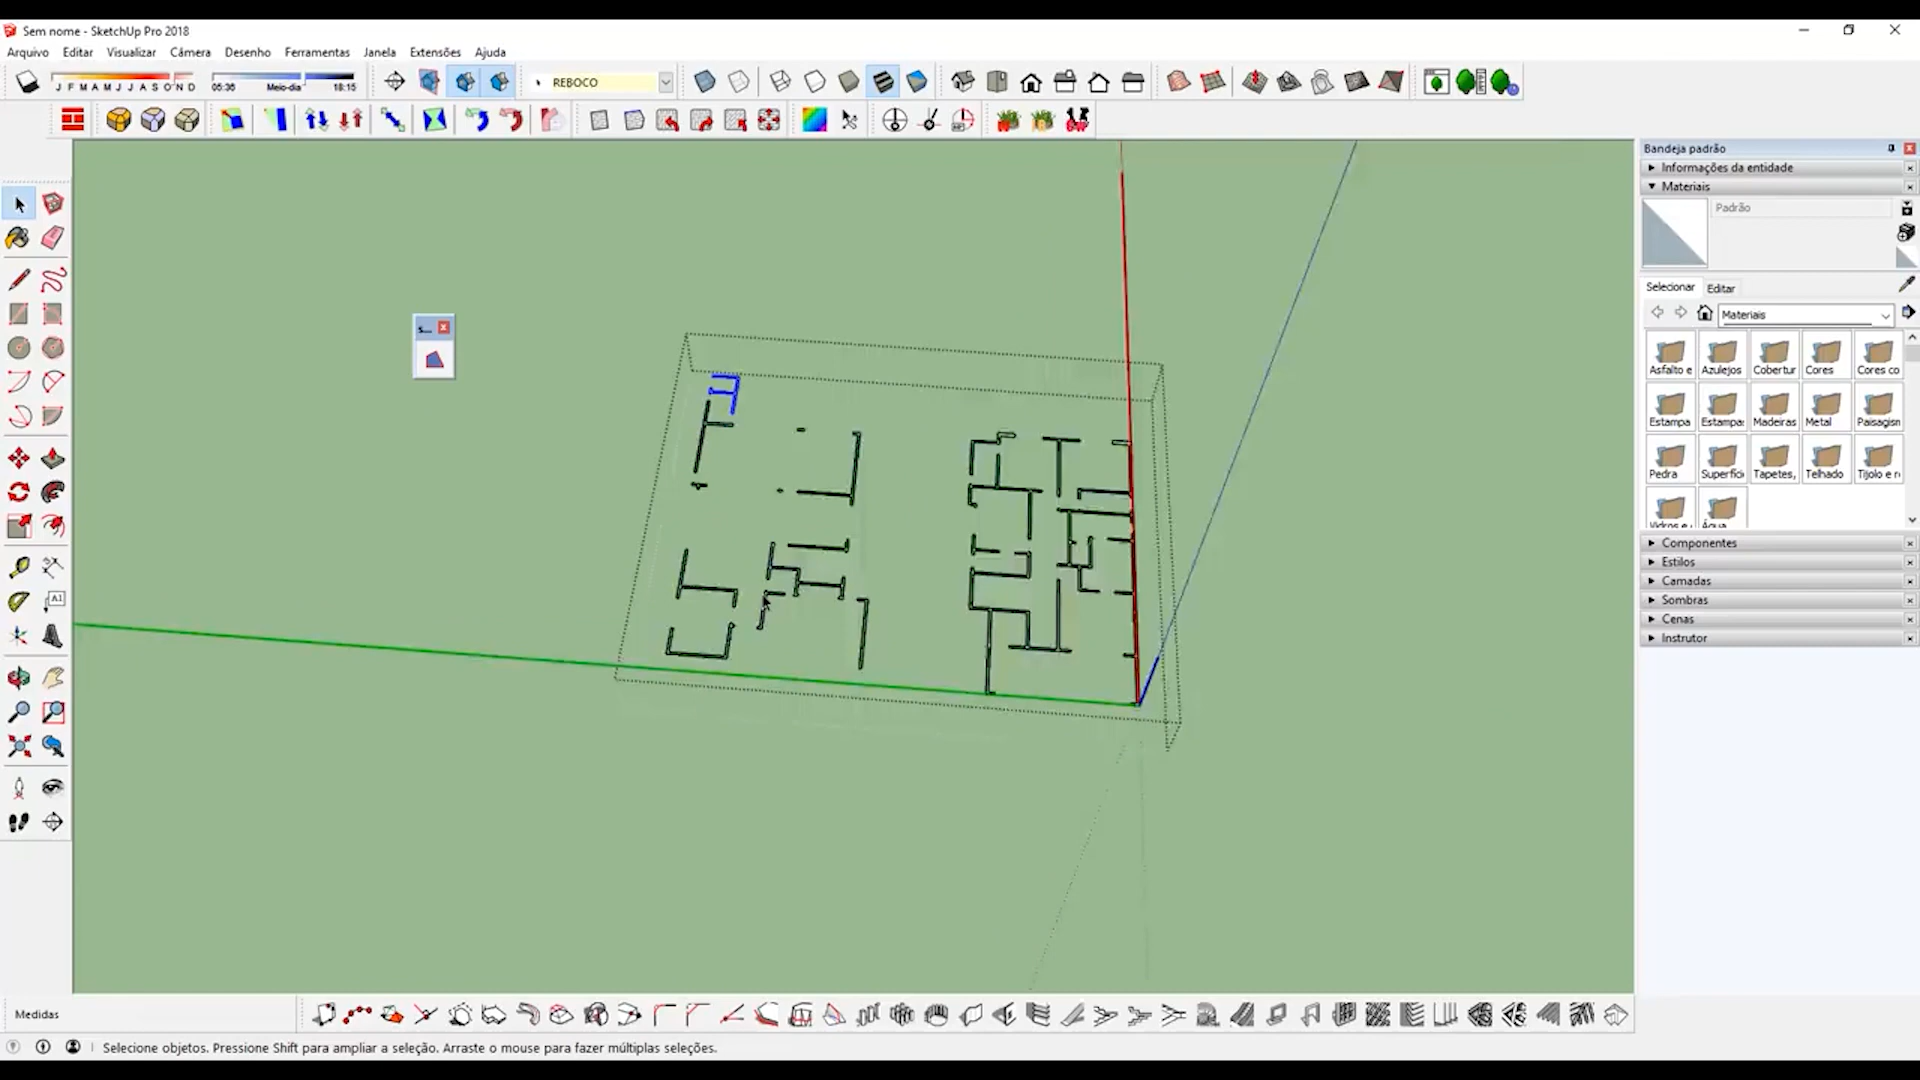 Sem nome - SketchUp Pro 2018
Arquivo Editar Visualizar Câmera Desenho Ferramentas Janela Extensões Ajuda
J F M A M J J A S O N D
05:36 Meio-dia 18:15
REBOCO
Bandeja padrão
Informações da entidade
Materiais
Padrão
Selecionar Editar
Materiais
Asfalto e Azulejos Cobertur Cores Cores co
Estampa Estampa: Madeiras Metal Paisagisn
Pedra Superfíci Tapetes, Telhado Tijolo e r
Vidros e Água
Componentes
Estilos
Camadas
Sombras
Cenas
Instrutor
s...
A1
Medidas
Selecione objetos. Pressione Shift para ampliar a seleção. Arraste o mouse para fazer múltiplas seleções.